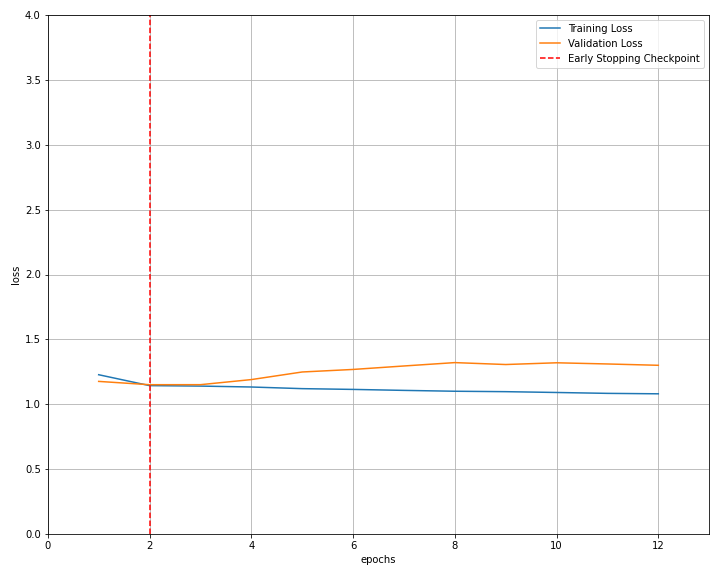 4.0
3.5
3.0
2.5
2.0
1.5
1.0
0.5
0.0
loss
0 2 4 6 8 10 12
epochs
Training Loss
Validation Loss
Early Stopping Checkpoint